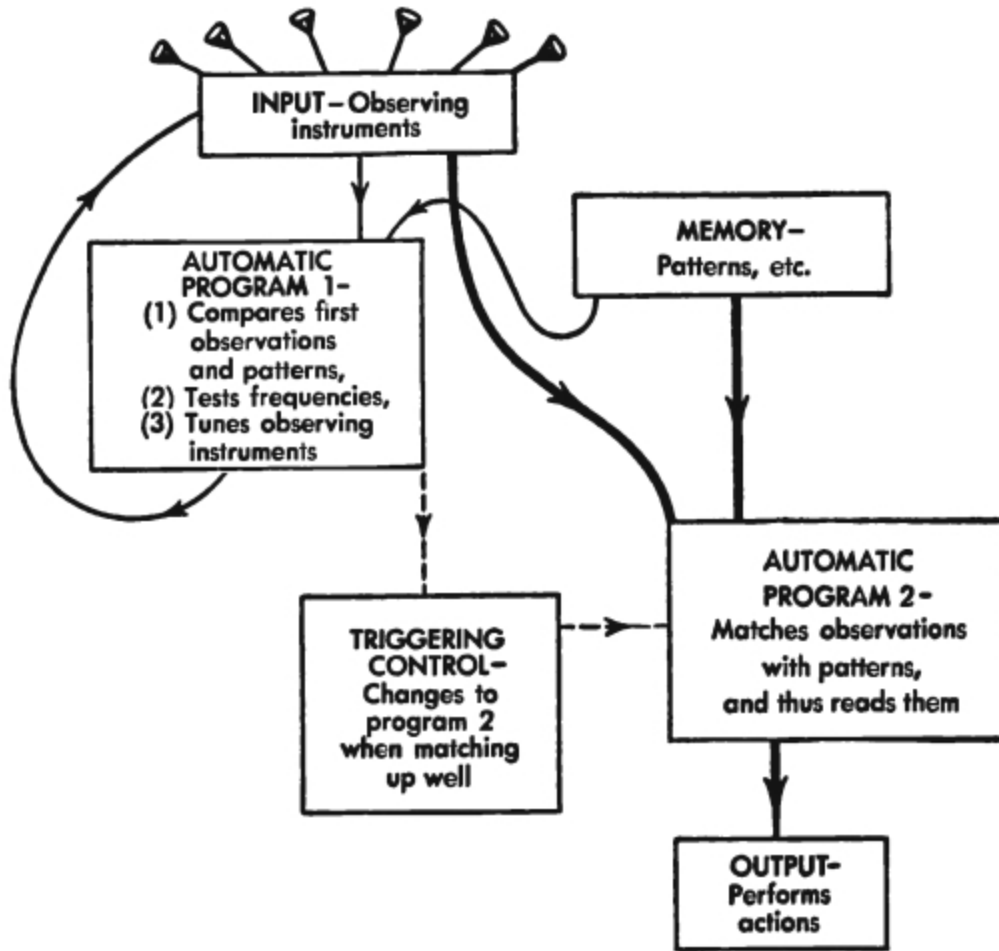 INPUT—Observing
instruments
MEMORY—
Patterns, etc.
AUTOMATIC
PROGRAM 1-
(1) Compares first
observations
and patterns,
(2) Tests frequencies,
(3) Tunes observing
instruments
TRIGGERING
CONTROL—
Changes to
program 2
when matching
up well
AUTOMATIC
PROGRAM 2-
Matches observations
with patterns,
and thus reads them
OUTPUT—
Performs
actions